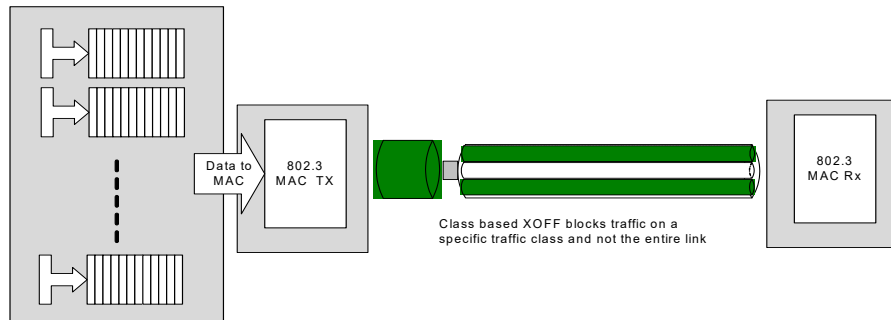 Data to
MAC
802.3
MAC TX
802.3
MAC Rx
Class based XOFF blocks traffic on a
specific traffic class and not the entire link